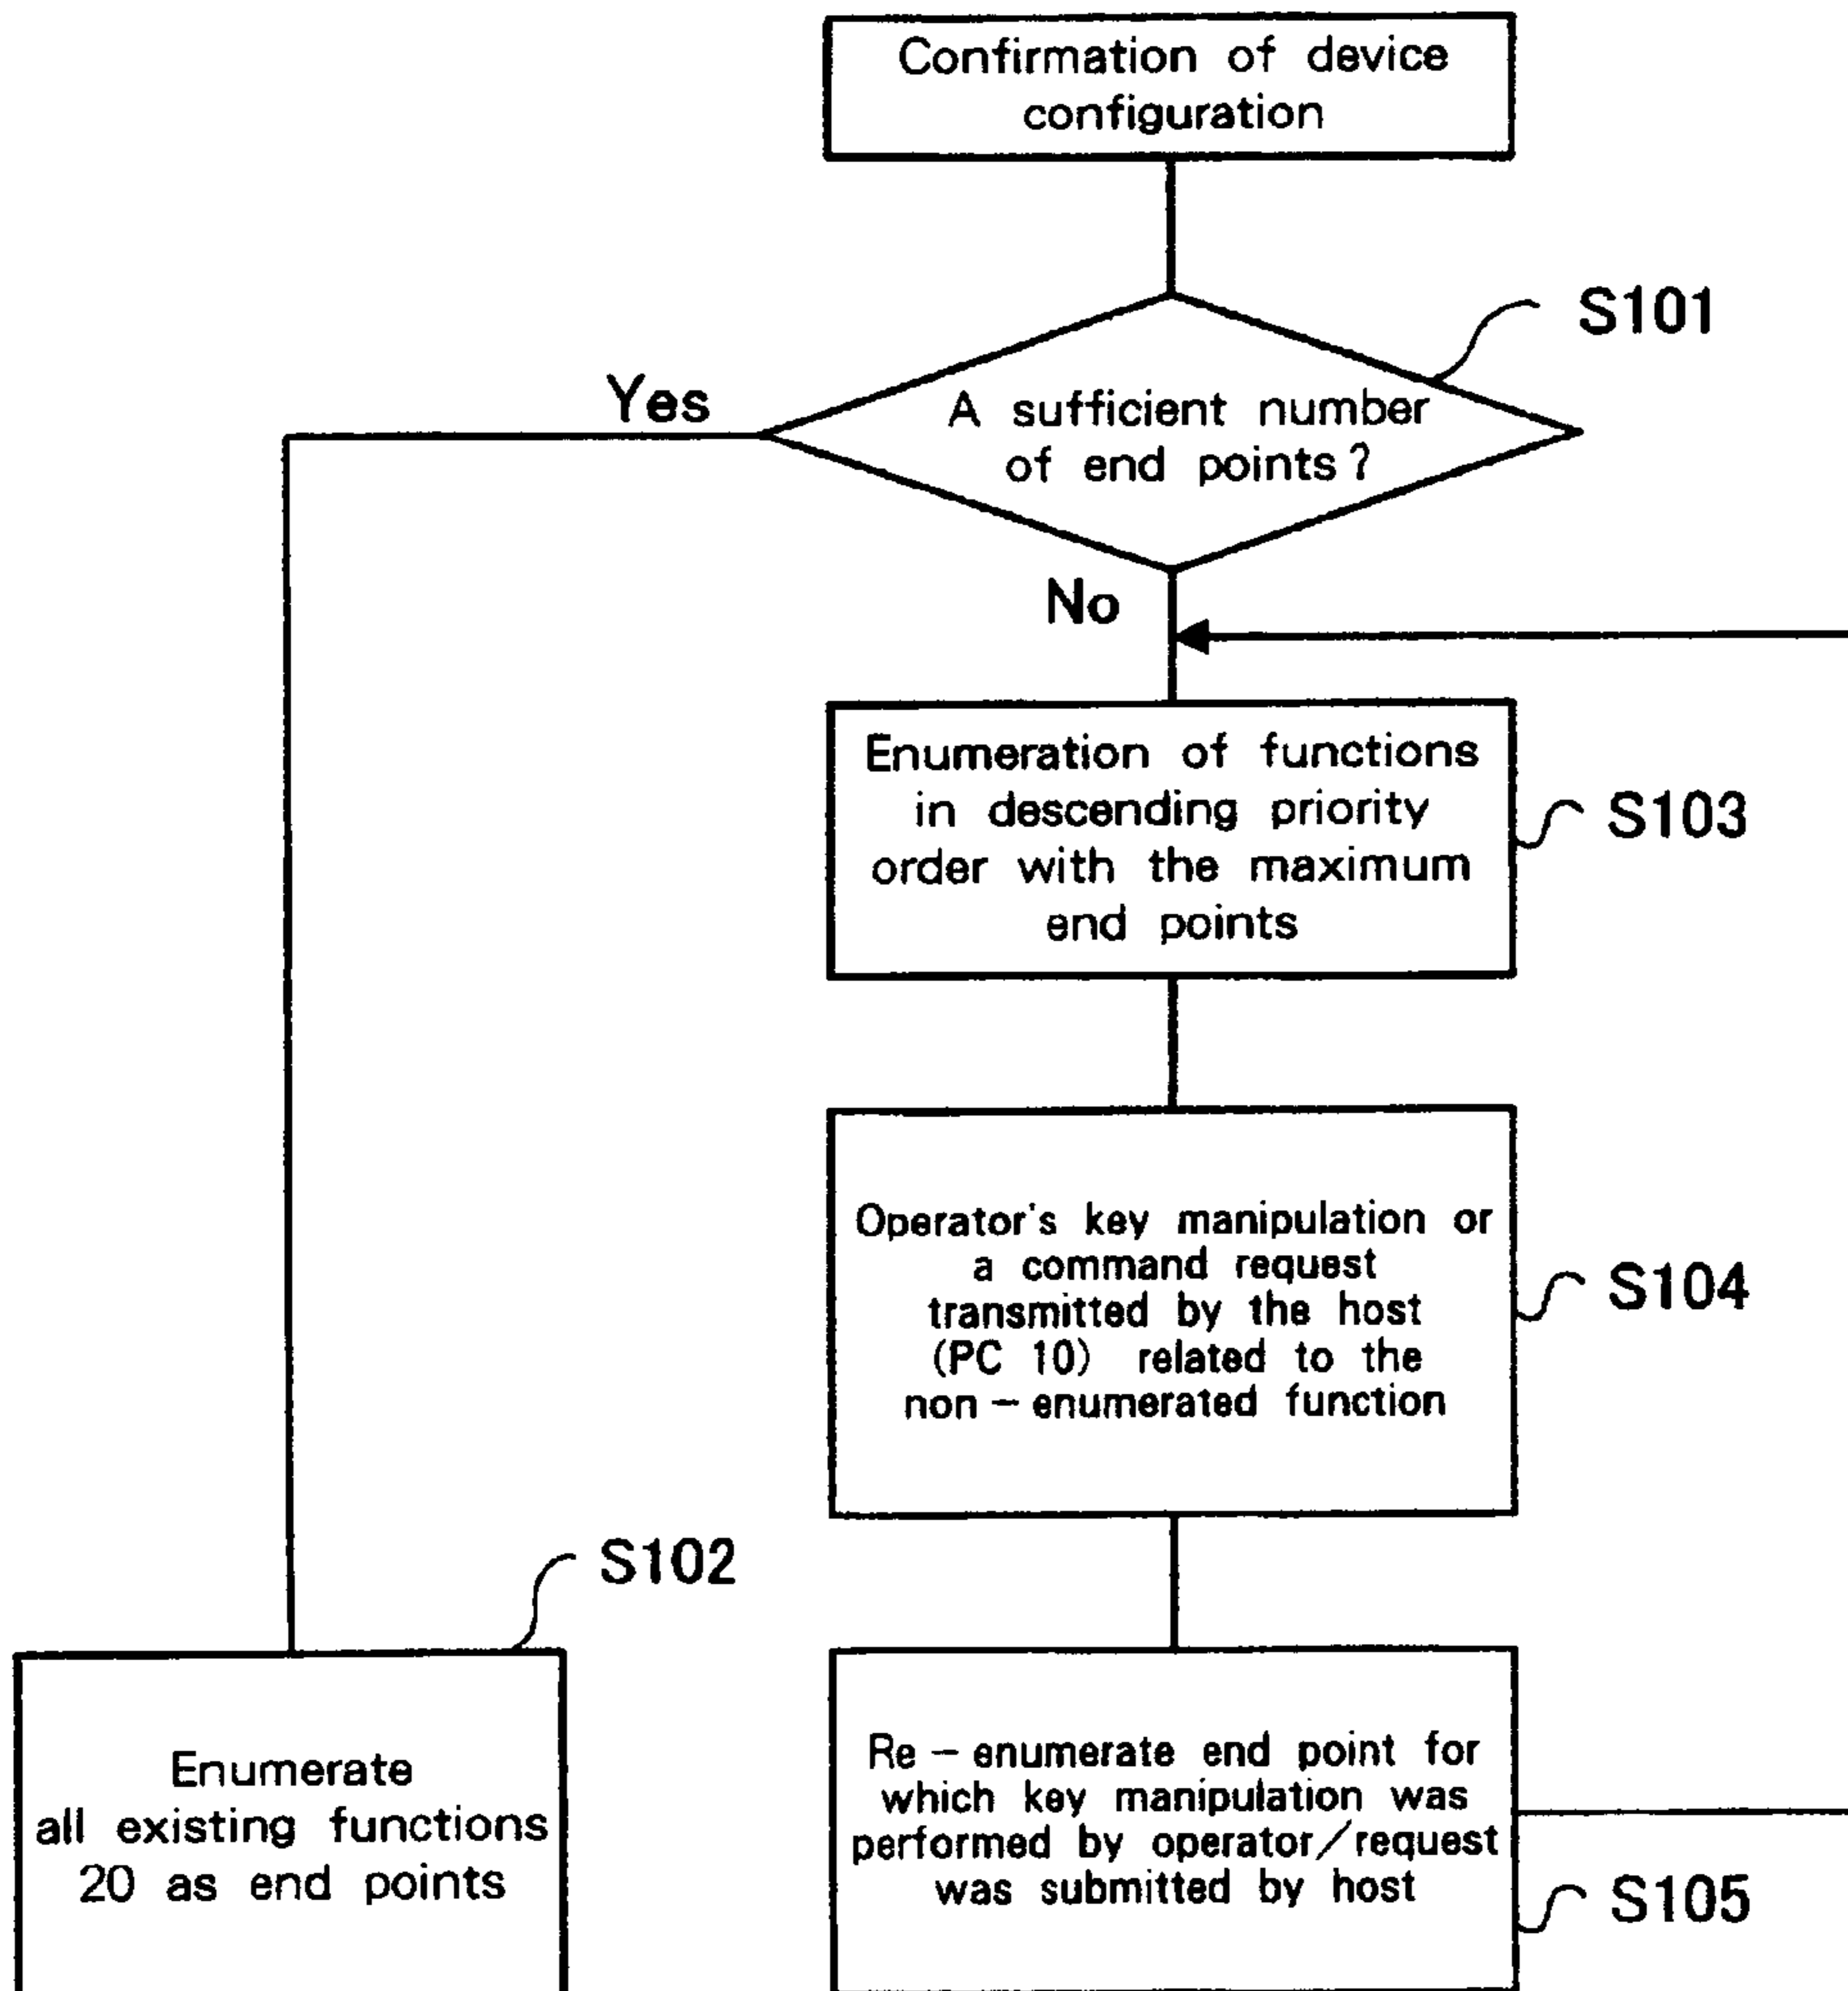 Confirmation of device
configuration
S101
Yes
A sufficient number
of end points?
No
Enumeration of functions
in descending priority
order with the maximum
end points
S103
Operator's key manipulation or
a command request
transmitted by the host
(PC 10) related to the
non-enumerated function
S104
S102
Enumerate
all existing functions
20 as end points
Re-enumerate end point for
which key manipulation was
performed by operator/request
was submitted by host
S105